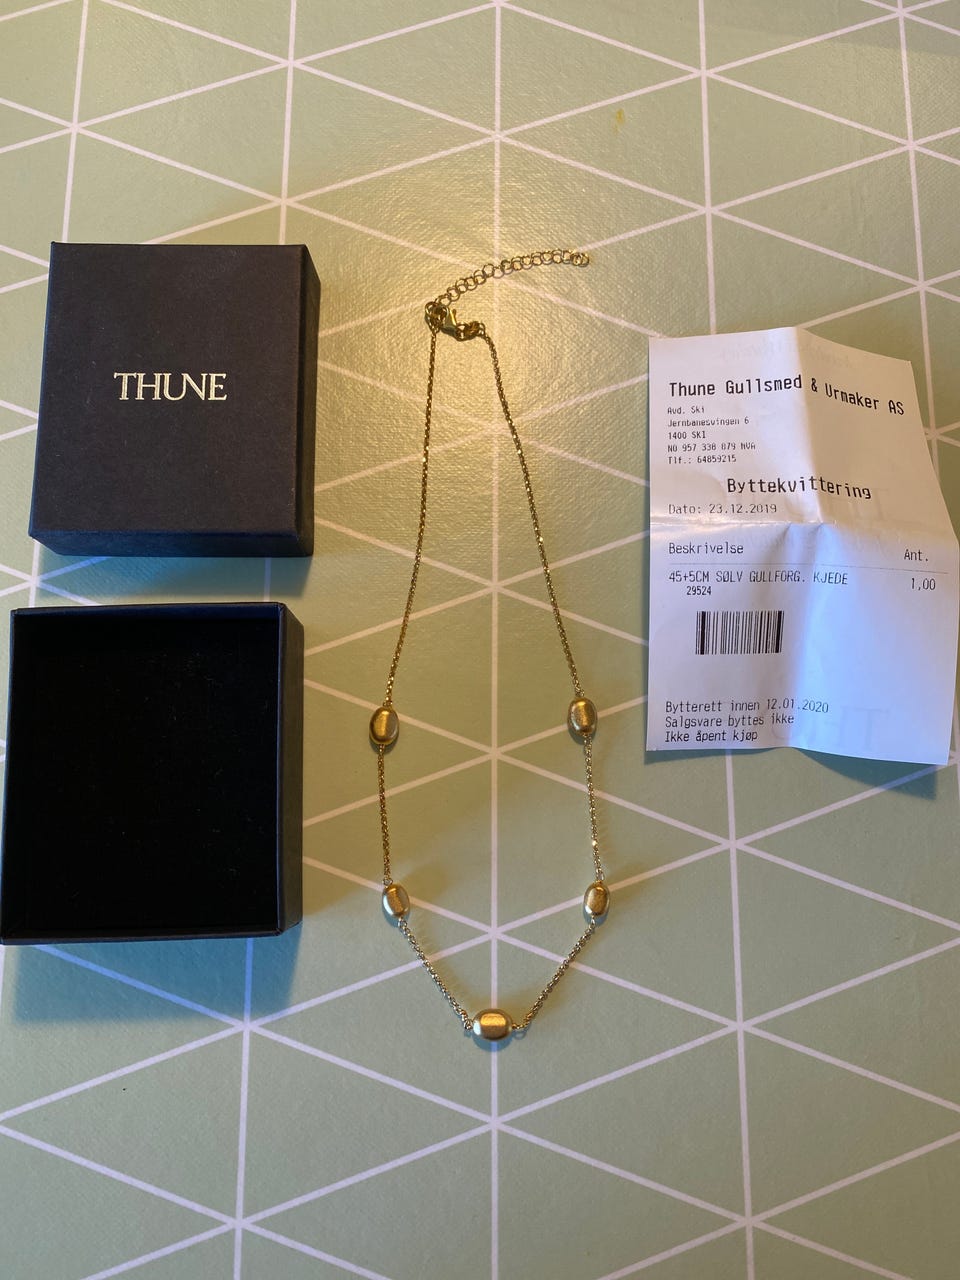 THUNE
Thune Gullsmed & Urmaker AS
Avd. Ski
Jernbanesvingen 6
1400 SKI
NO 957 338 879 MVA
Tlf.: 64859215
Byttekvittering
Dato: 23.12.2019
Beskrivelse Ant.
45+5CM SØLV GULLFORG. KJEDE 1,00
29524
Bytterett innen 12.01.2020
Salgsvare byttes ikke
Ikke åpent kjøp